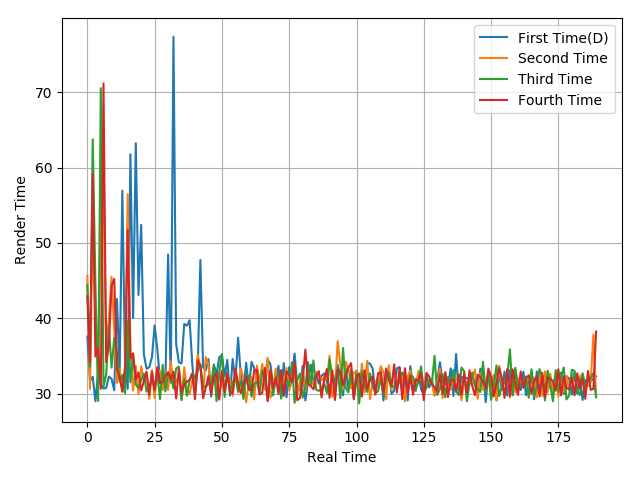 First Time(D)
Second Time
Third Time
Fourth Time
70
60
50
40
30
Render Time
0
25
50
75
100
125
150
175
Real Time